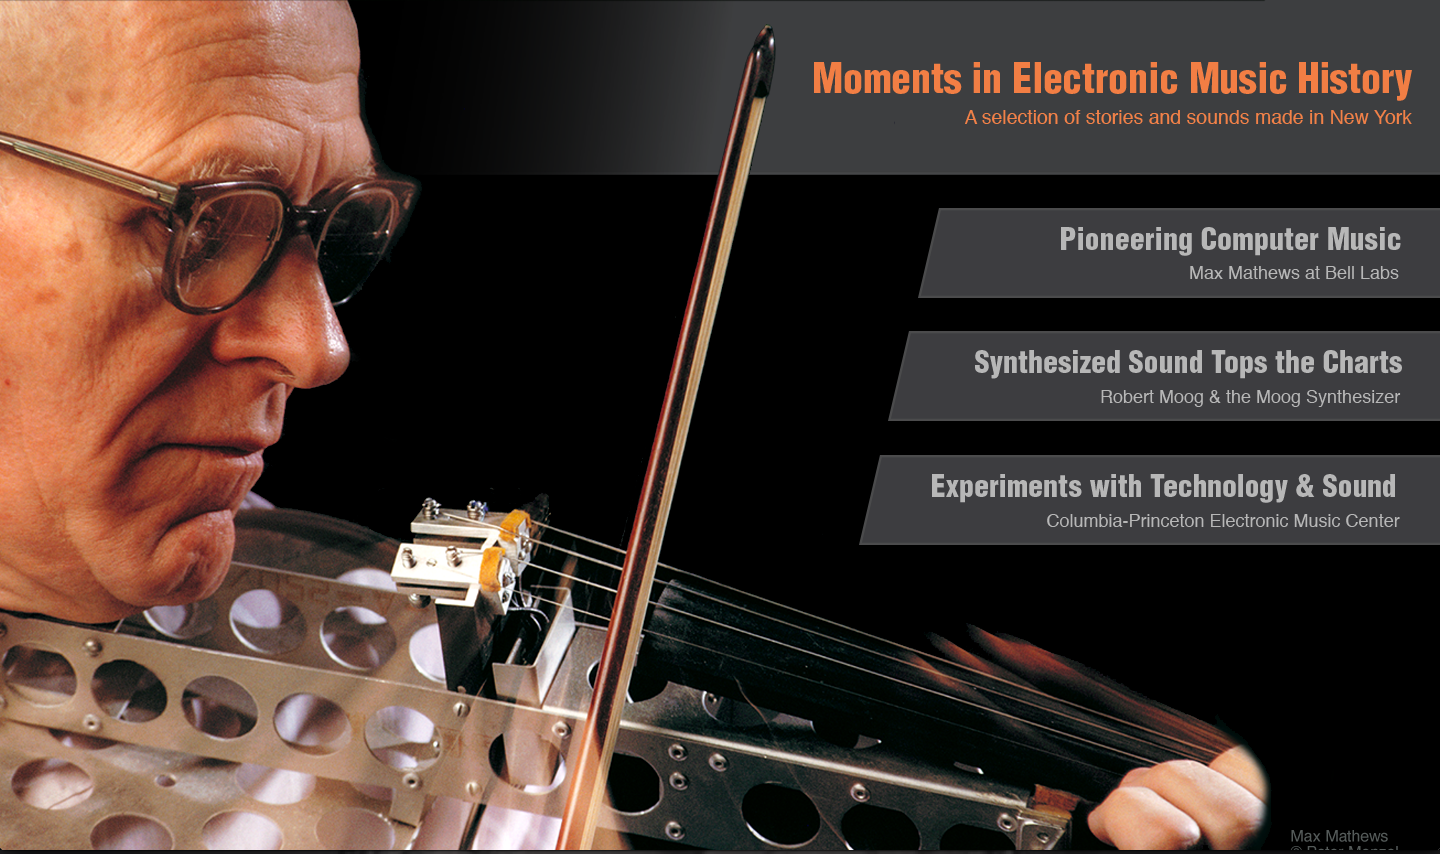 Moments in Electronic Music History
A selection of stories and sounds made in New York
Pioneering Computer Music
Max Mathews at Bell Labs
Synthesized Sound Tops the Charts
Robert Moog & the Moog Synthesizer
Experiments with Technology & Sound
Columbia-Princeton Electronic Music Center
Max Mathews
© Peter Menzel